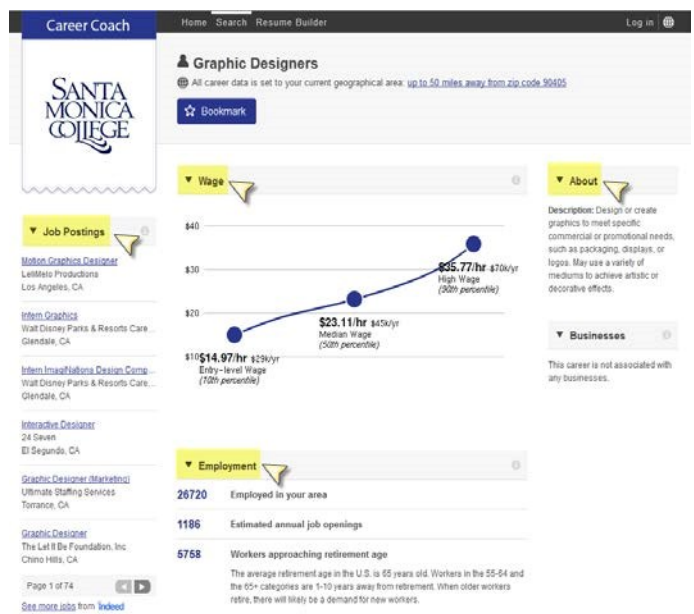 Career Coach
Home Search Resume Builder
Log in
SANTA
MONICA
COLLEGE
Graphic Designers
All career data is set to your current geographical area: up to 50 miles away from zip code 90405
Bookmark
Job Postings
Motion Graphics Designer
LetMelo Productions
Los Angeles, CA
Intern Graphics
Walt Disney Parks & Resorts Care...
Glendale, CA
Intern ImagiNations Design Comp...
Walt Disney Parks & Resorts Care...
Glendale, CA
Interactive Designer
24 Seven
El Segundo, CA
Graphic Designer (Marketing)
Ultimate Staffing Services
Torrance, CA
Graphic Designer
The Let It Be Foundation, Inc
Chino Hills, CA
Page 1 of 74
See more jobs from indeed
Wage
$40
$30
$20
$10
$35.77/hr $70k/yr
High Wage
(90th percentile)
$23.11/hr $45k/yr
Median Wage
(50th percentile)
$14.97/hr $29k/yr
Entry-level Wage
(10th percentile)
Employment
26720 Employed in your area
1186 Estimated annual job openings
5758 Workers approaching retirement age
The average retirement age in the U.S. is 65 years old. Workers in the 55-64 and
the 65+ categories are 1-10 years away from retirement. When older workers
retire, there will likely be a demand for new workers.
About
Description: Design or create
graphics to meet specific
commercial or promotional needs,
such as packaging, displays, or
logos. May use a variety of
mediums to achieve artistic or
decorative effects.
Businesses
This career is not associated with
any businesses.